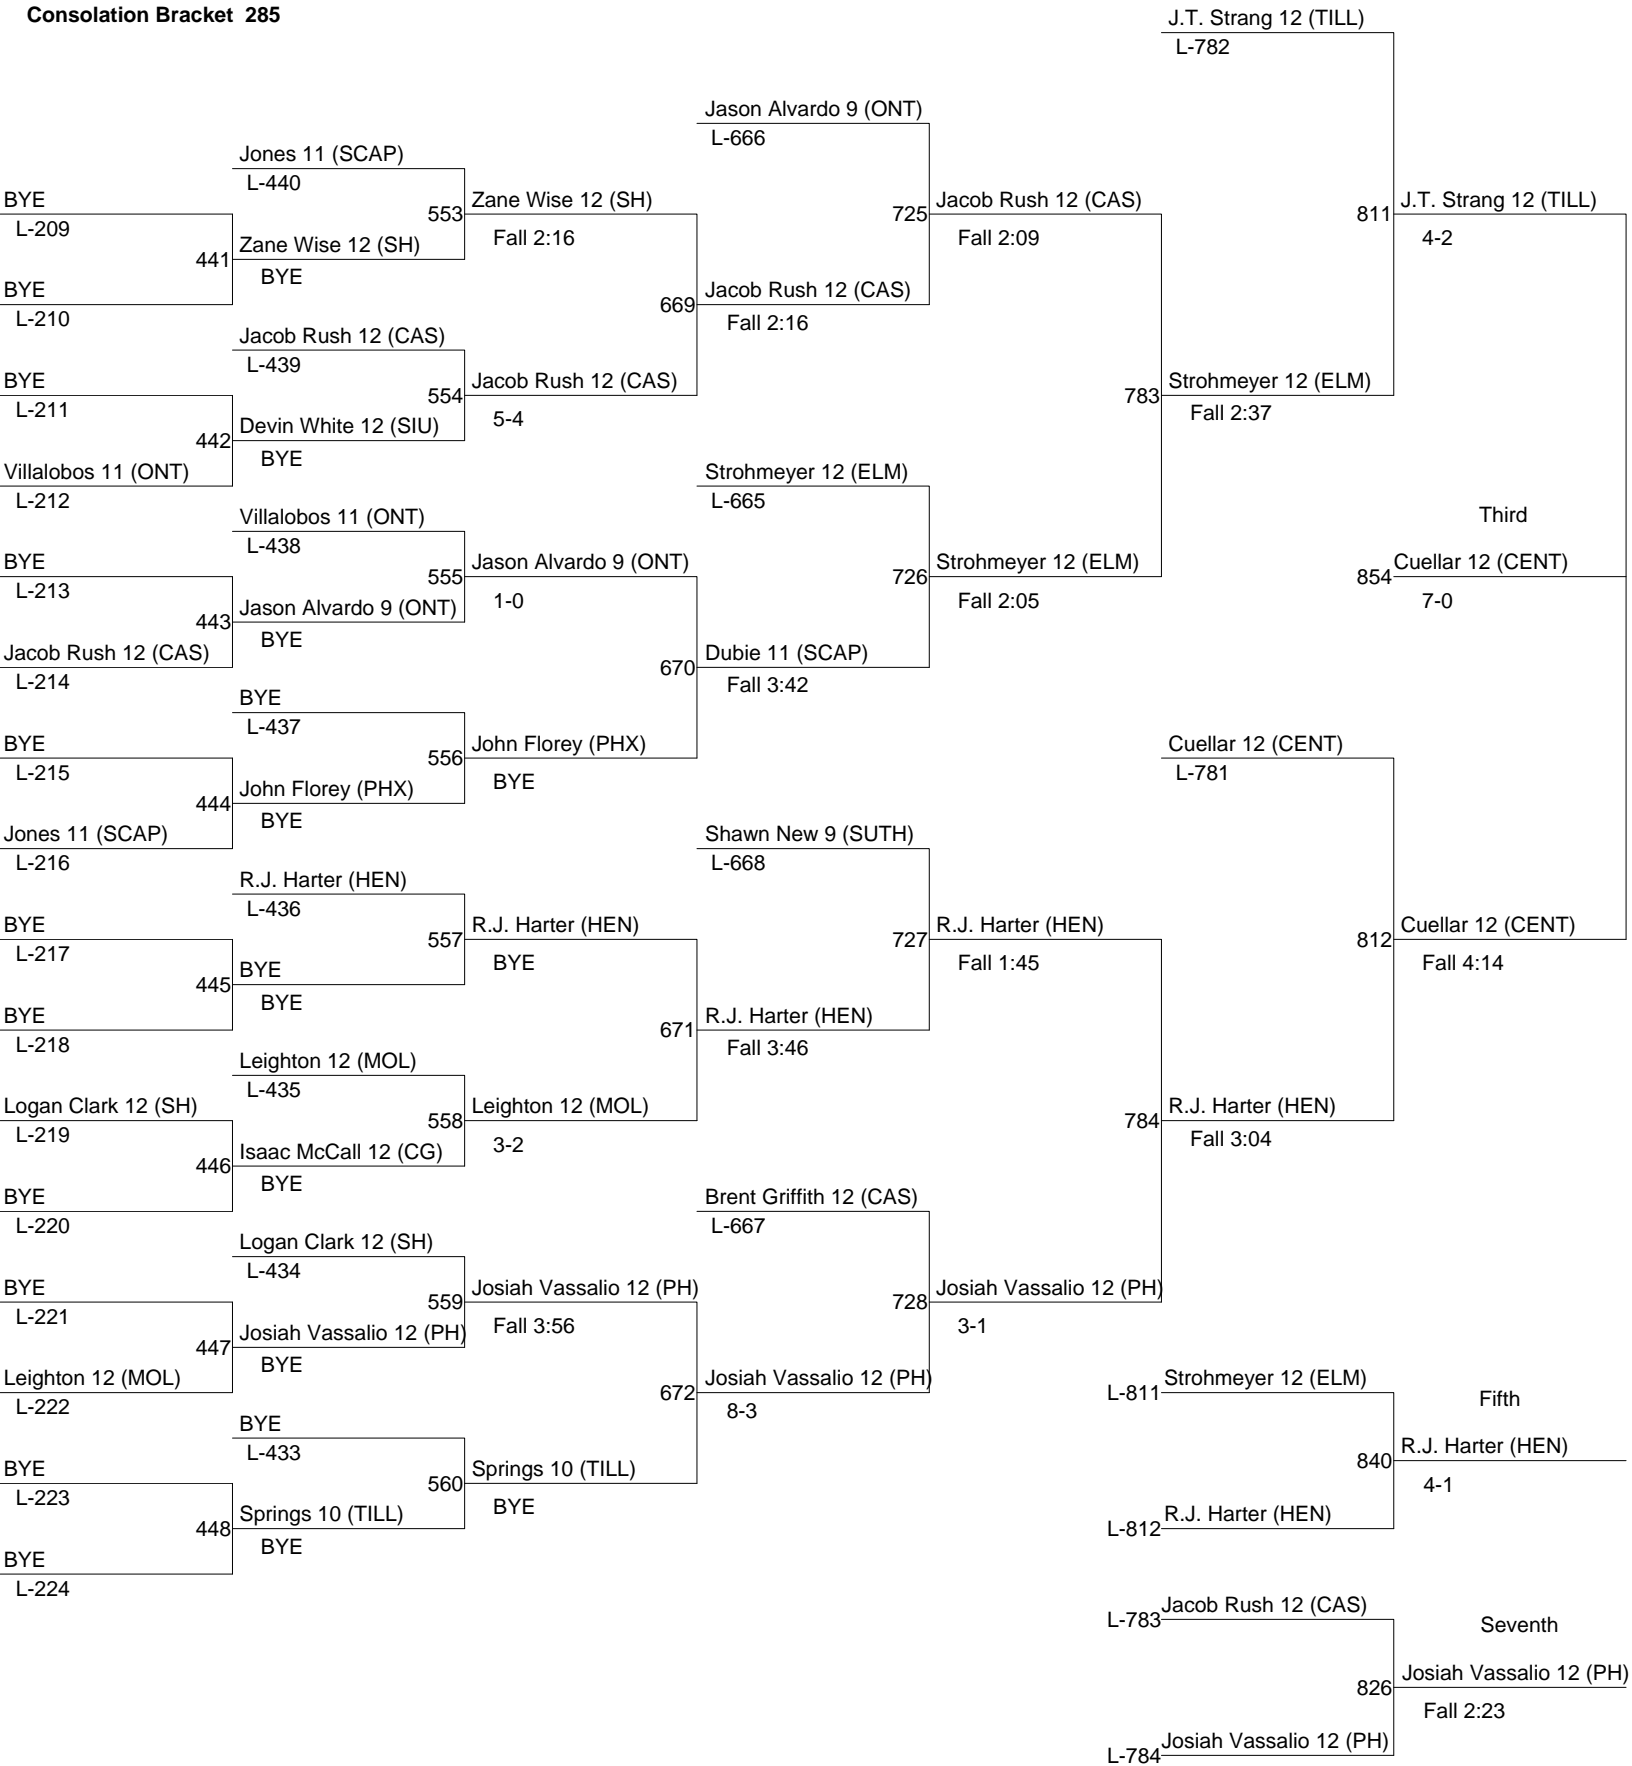 Consolation Bracket 285
BYE
L-209
441
BYE
L-210
BYE
L-211
442
Villalobos 11 (ONT)
L-212
BYE
L-213
443
Jacob Rush 12 (CAS)
L-214
BYE
L-215
444
Jones 11 (SCAP)
L-216
BYE
L-217
445
BYE
L-218
Logan Clark 12 (SH)
L-219
446
BYE
L-220
BYE
L-221
447
Leighton 12 (MOL)
L-222
BYE
L-223
448
BYE
L-224
Jones 11 (SCAP)
L-440
553
Zane Wise 12 (SH)
BYE
Jacob Rush 12 (CAS)
L-439
554
Devin White 12 (SIU)
BYE
Villalobos 11 (ONT)
L-438
555
Jason Alvardo 9 (ONT)
BYE
BYE
L-437
556
John Florey (PHX)
BYE
R.J. Harter (HEN)
L-436
557
BYE
BYE
Leighton 12 (MOL)
L-435
558
Isaac McCall 12 (CG)
BYE
Logan Clark 12 (SH)
L-434
559
Josiah Vassalio 12 (PH)
BYE
BYE
L-433
560
Springs 10 (TILL)
BYE
Zane Wise 12 (SH)
Fall 2:16
669
Jacob Rush 12 (CAS)
5-4
Jason Alvardo 9 (ONT)
1-0
670
John Florey (PHX)
BYE
R.J. Harter (HEN)
BYE
671
Leighton 12 (MOL)
3-2
Josiah Vassalio 12 (PH)
Fall 3:56
672
Springs 10 (TILL)
BYE
Jason Alvardo 9 (ONT)
L-666
725
Jacob Rush 12 (CAS)
Fall 2:16
Strohmeyer 12 (ELM)
L-665
726
Dubie 11 (SCAP)
Fall 3:42
Shawn New 9 (SUTH)
L-668
727
R.J. Harter (HEN)
Fall 3:46
Brent Griffith 12 (CAS)
L-667
728
Josiah Vassalio 12 (PH)
8-3
Jacob Rush 12 (CAS)
Fall 2:09
783
Strohmeyer 12 (ELM)
Fall 2:05
R.J. Harter (HEN)
Fall 1:45
784
Josiah Vassalio 12 (PH)
3-1
J.T. Strang 12 (TILL)
L-782
811
Strohmeyer 12 (ELM)
Fall 2:37
Cuellar 12 (CENT)
L-781
812
R.J. Harter (HEN)
Fall 3:04
J.T. Strang 12 (TILL)
4-2
Third
854
Cuellar 12 (CENT)
7-0
Cuellar 12 (CENT)
Fall 4:14
L-811
Strohmeyer 12 (ELM)
Fifth
840
R.J. Harter (HEN)
4-1
L-812
R.J. Harter (HEN)
L-783
Jacob Rush 12 (CAS)
Seventh
826
Josiah Vassalio 12 (PH)
Fall 2:23
L-784
Josiah Vassalio 12 (PH)